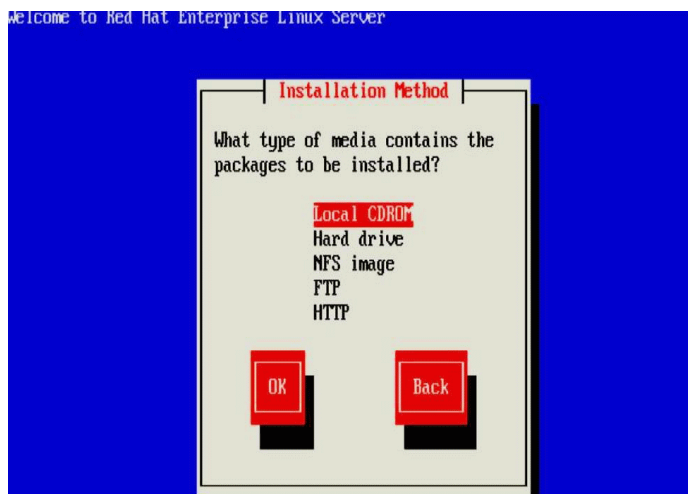 Welcome to Red Hat Enterprise Linux Server
Installation Method
What type of media contains the
packages to be installed?
Local CDROM
Hard drive
NFS image
FTP
HTTP
OK
Back